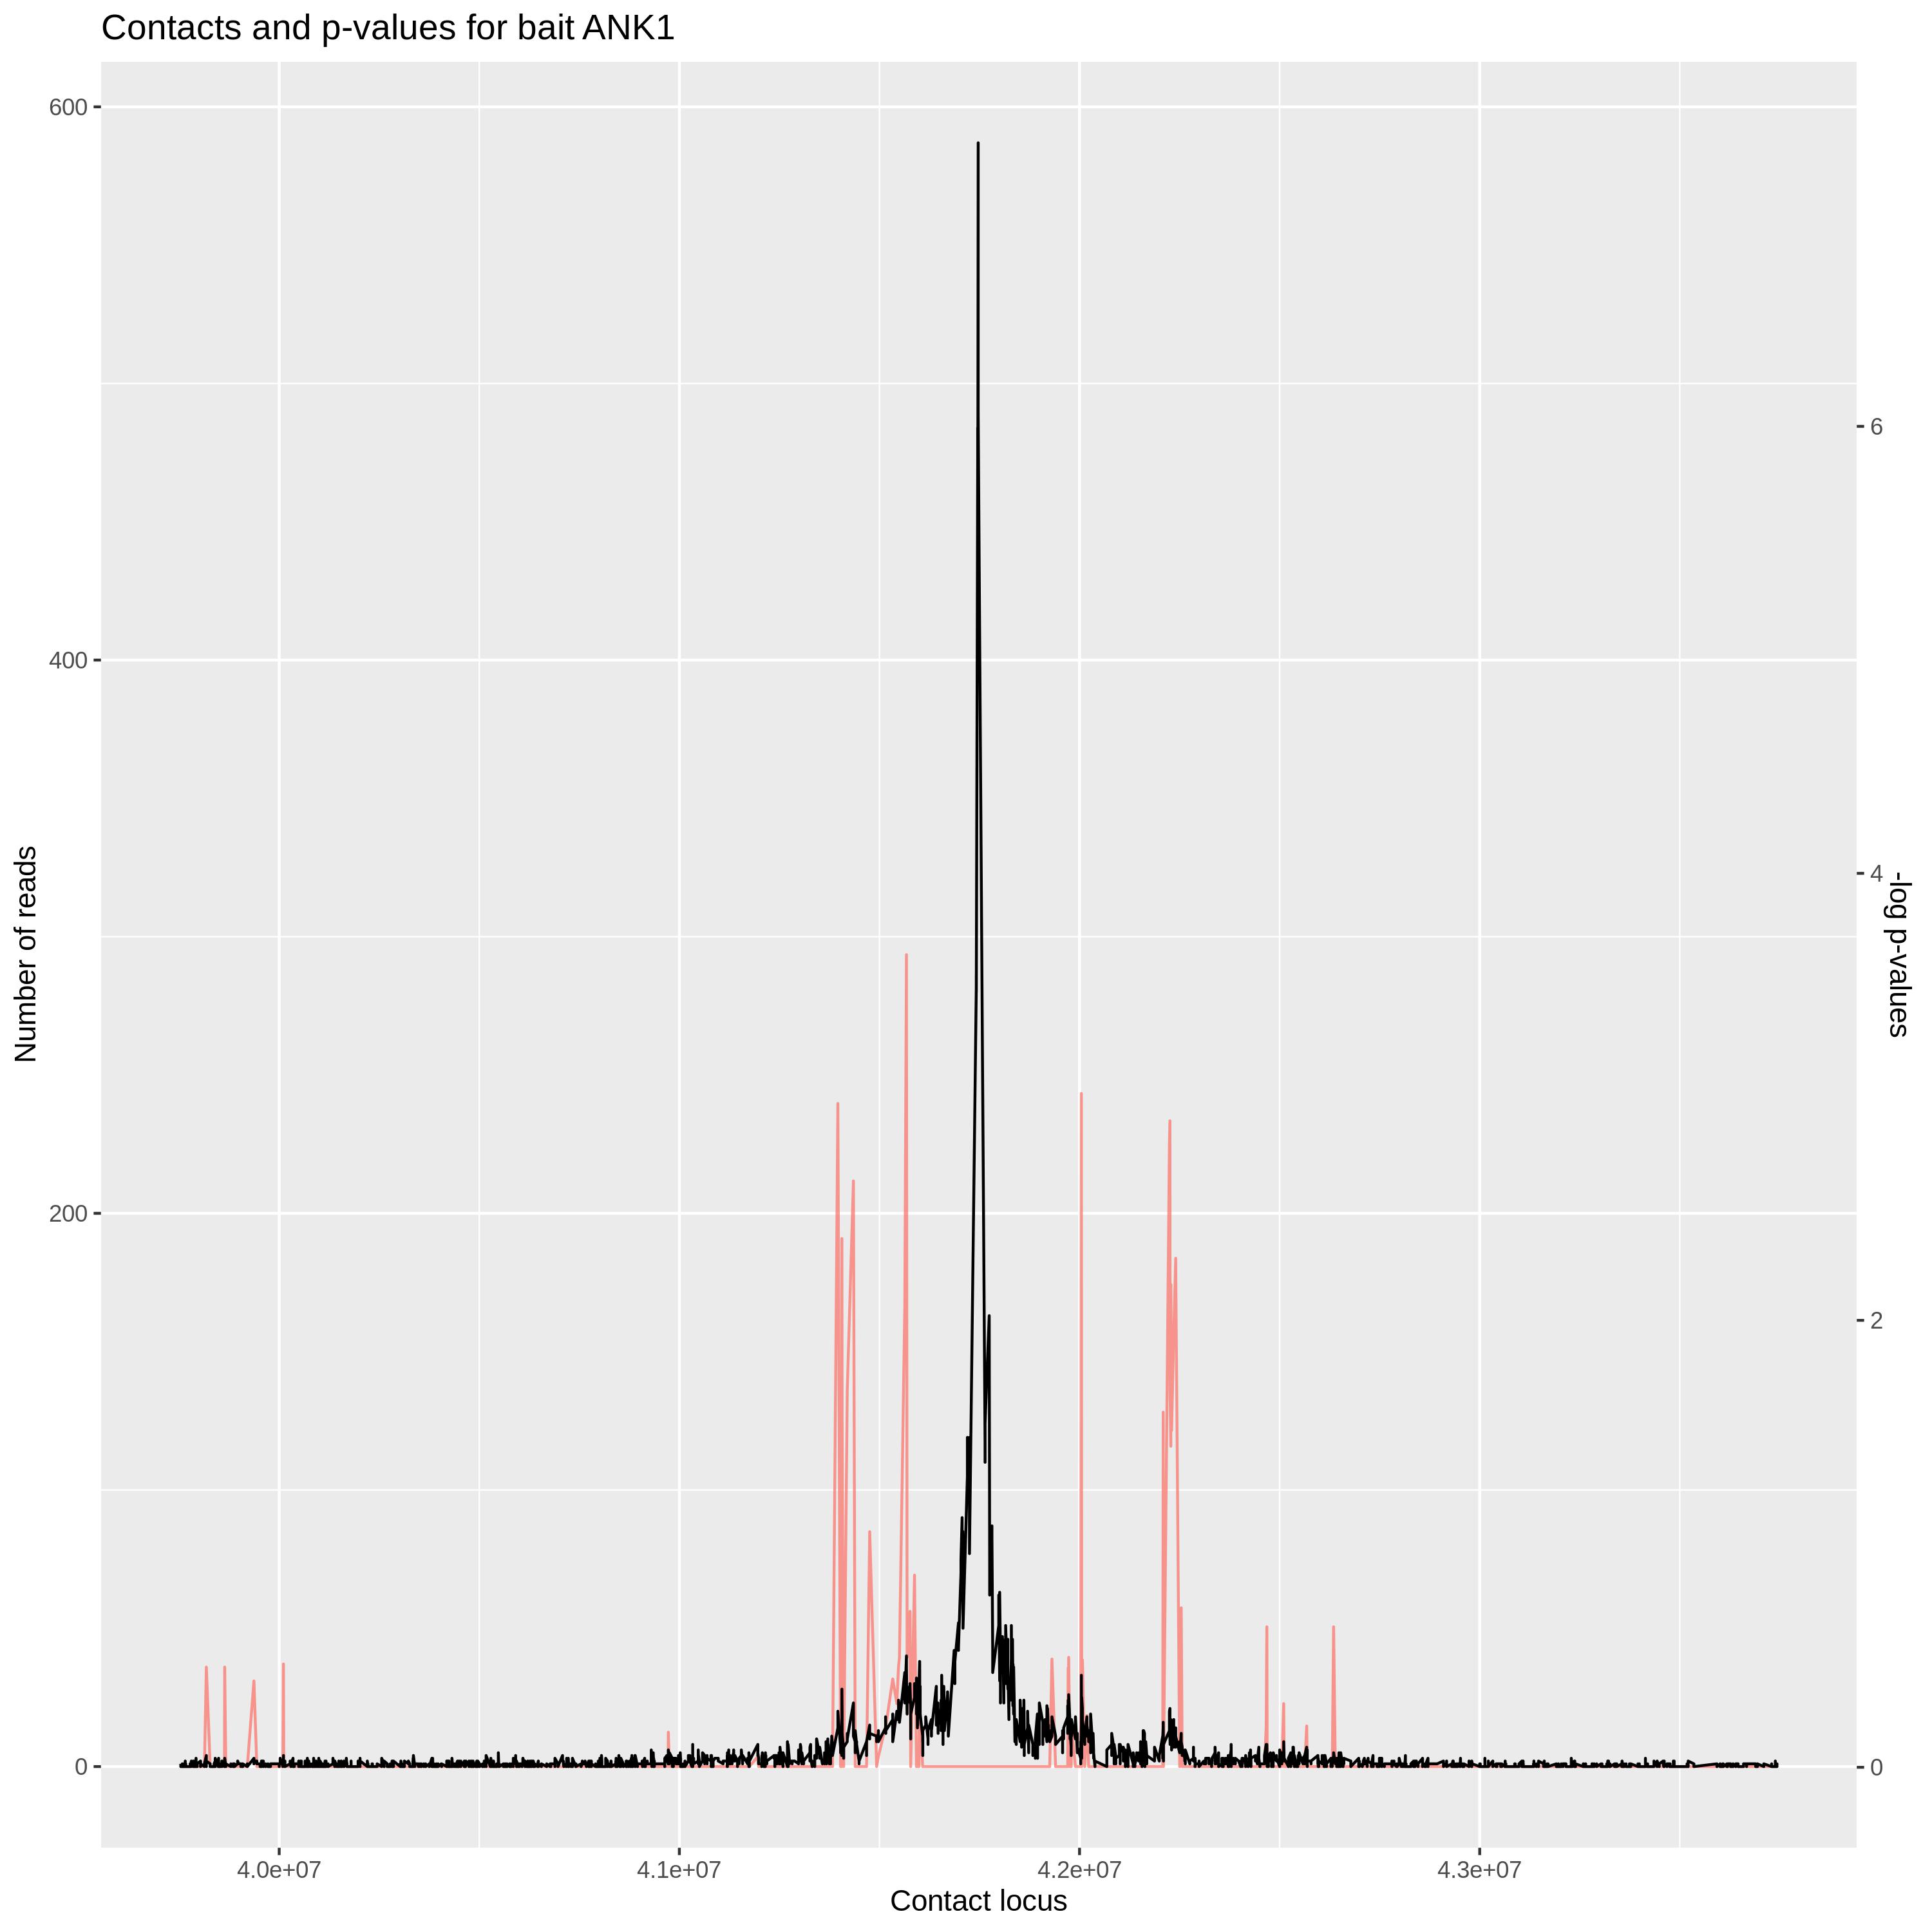 Contacts and p-values for bait ANK1
600
400
200
0
Number of reads
6
4
2
0
-log p-values
4.0e+07
4.1e+07
4.2e+07
4.3e+07
Contact locus